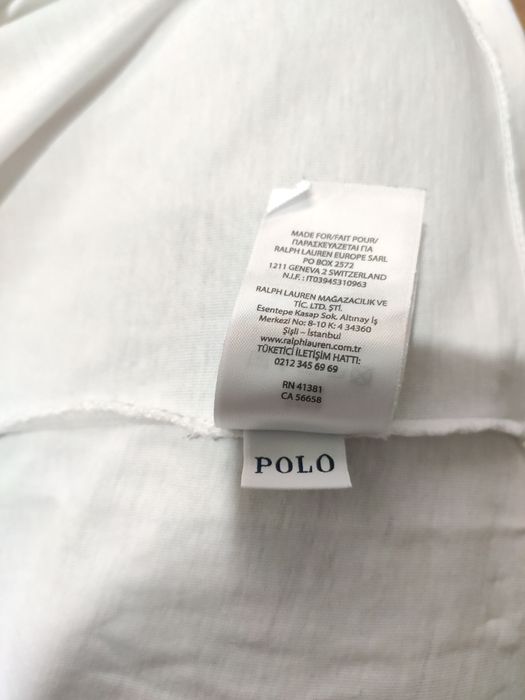 MADE FOR/FAIT POUR/
ΠΑΡΑΣΚΕΥΑΖΕΤΑΙ ΓΙΑ
RALPH LAUREN EUROPE SARL
PO BOX 2572
1211 GENEVA 2 SWITZERLAND
N.I.F. : IT03945310963
RALPH LAUREN MAĞAZACILIK VE
TİC. LTD. ŞTİ.
Esentepe Kasap Sok. Altınay İş
Merkezi No: 8-10 K: 4 34360
Şişli – İstanbul
www.ralphlauren.com.tr
TÜKETİCİ İLETİŞİM HATTI:
0212 345 69 69
RN 41381
CA 56658
POLO